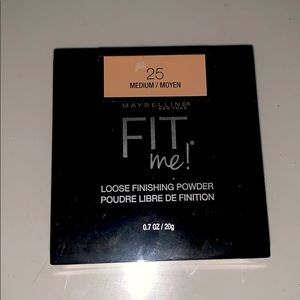 25
MEDIUM / MOYEN
MAYBELLINE®
NEW YORK
FIT
me!®
LOOSE FINISHING POWDER
POUDRE LIBRE DE FINITION
0.7 OZ / 20g